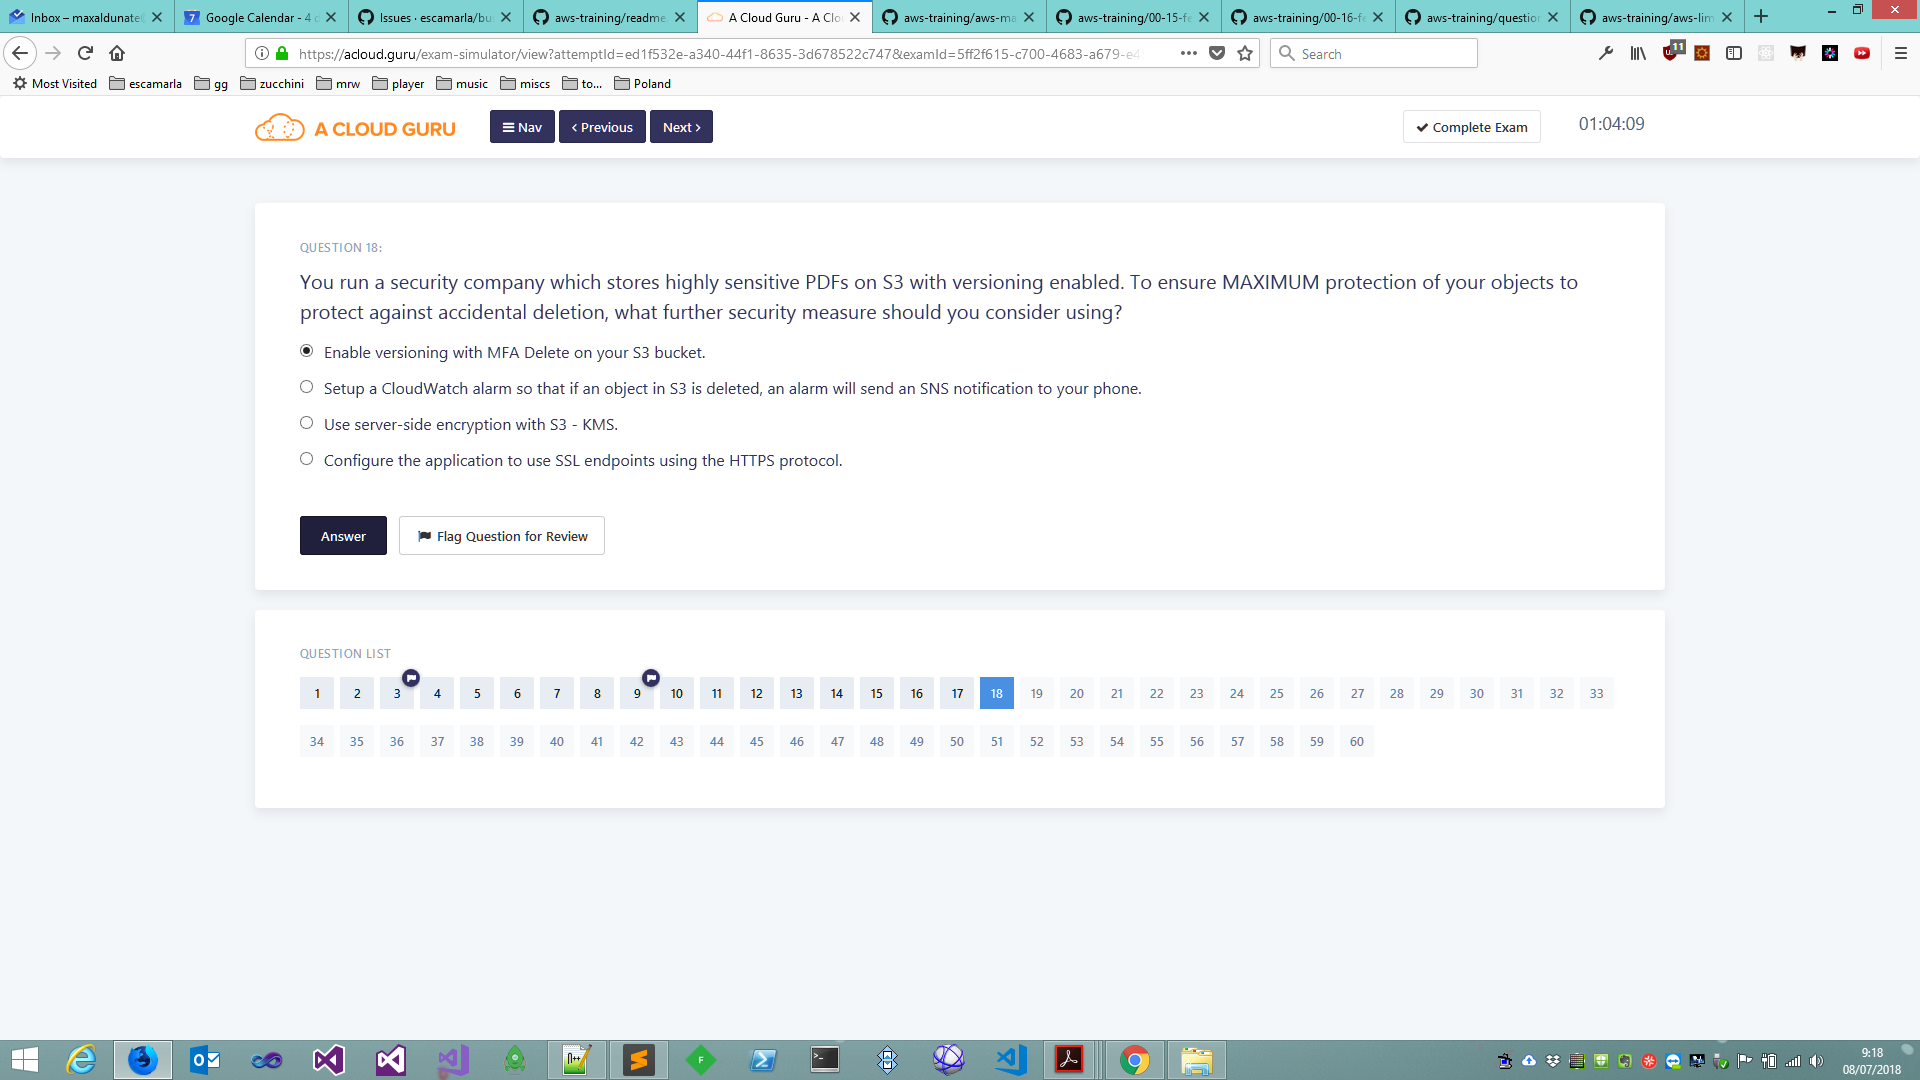 Inbox – maxaldunate
Google Calendar - 4
Issues · escamarla/bu
aws-training/readme
A Cloud Guru - A Clo
aws-training/aws-ma
aws-training/00-15-fe
aws-training/00-16-fe
aws-training/question
aws-training/aws-lim
https://acloud.guru/exam-simulator/view?attemptId=ed1f532e-a340-44f1-8635-3d678522c747&examId=5ff2f615-c700-4683-a679-e4
Search
11
Most Visited escamarla gg zucchini mrw player music miscs to... Poland
A CLOUD GURU
Nav
Previous
Next
Complete Exam
01:04:09
QUESTION 18:
You run a security company which stores highly sensitive PDFs on S3 with versioning enabled. To ensure MAXIMUM protection of your objects to
protect against accidental deletion, what further security measure should you consider using?
Enable versioning with MFA Delete on your S3 bucket.
Setup a CloudWatch alarm so that if an object in S3 is deleted, an alarm will send an SNS notification to your phone.
Use server-side encryption with S3 - KMS.
Configure the application to use SSL endpoints using the HTTPS protocol.
Answer
Flag Question for Review
QUESTION LIST
1 2 3 4 5 6 7 8 9 10 11 12 13 14 15 16 17 18 19 20 21 22 23 24 25 26 27 28 29 30 31 32 33
34 35 36 37 38 39 40 41 42 43 44 45 46 47 48 49 50 51 52 53 54 55 56 57 58 59 60
9:18
08/07/2018